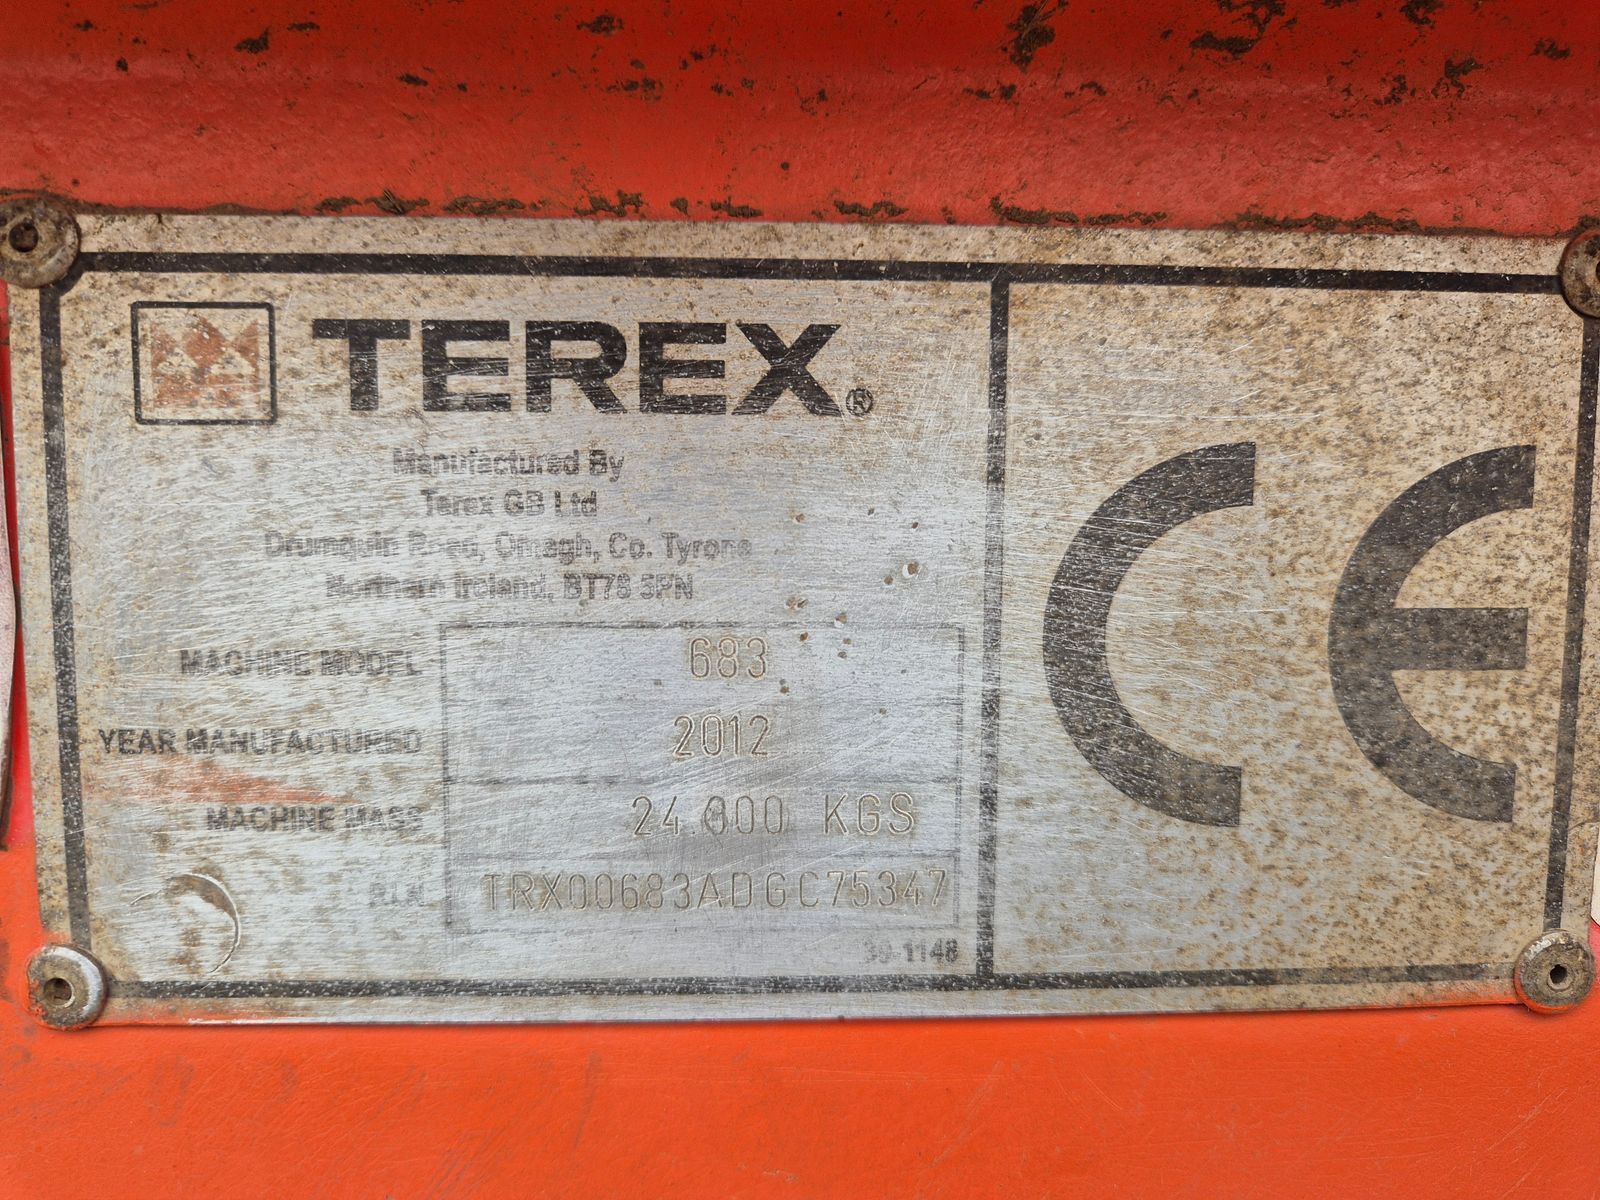 TEREX®
Manufactured By
Terex GB Ltd
Drumquin Road, Omagh, Co. Tyrone
Northern Ireland, BT78 5PN
MACHINE MODEL 683
YEAR MANUFACTURED 2012
MACHINE MASS 24.000 KGS
P.I.N. TRX00683ADGC75347
39-1148
CE